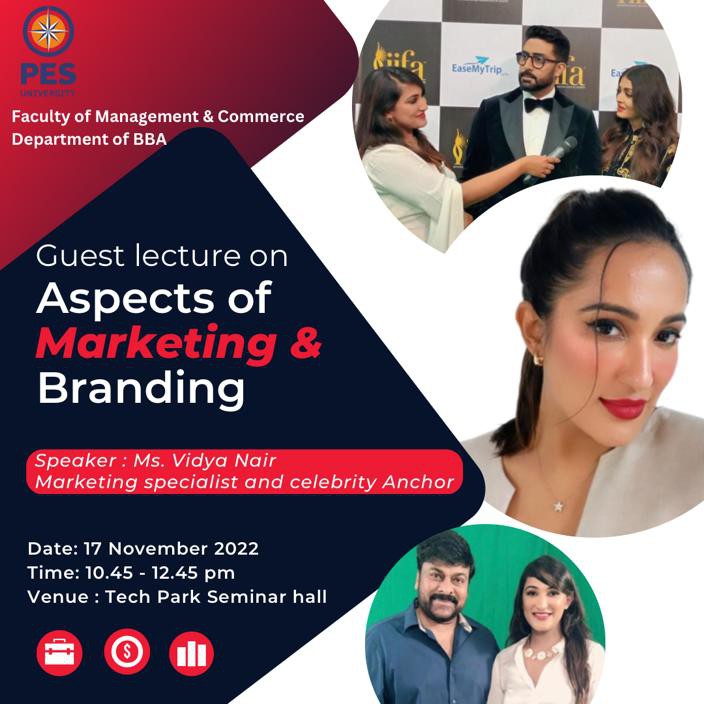 PES
UNIVERSITY
Faculty of Management & Commerce
Department of BBA
Guest lecture on
Aspects of
Marketing &
Branding
Speaker : Ms. Vidya Nair
Marketing specialist and celebrity Anchor
Date: 17 November 2022
Time: 10.45 - 12.45 pm
Venue : Tech Park Seminar hall
iifa
EaseMyTrip